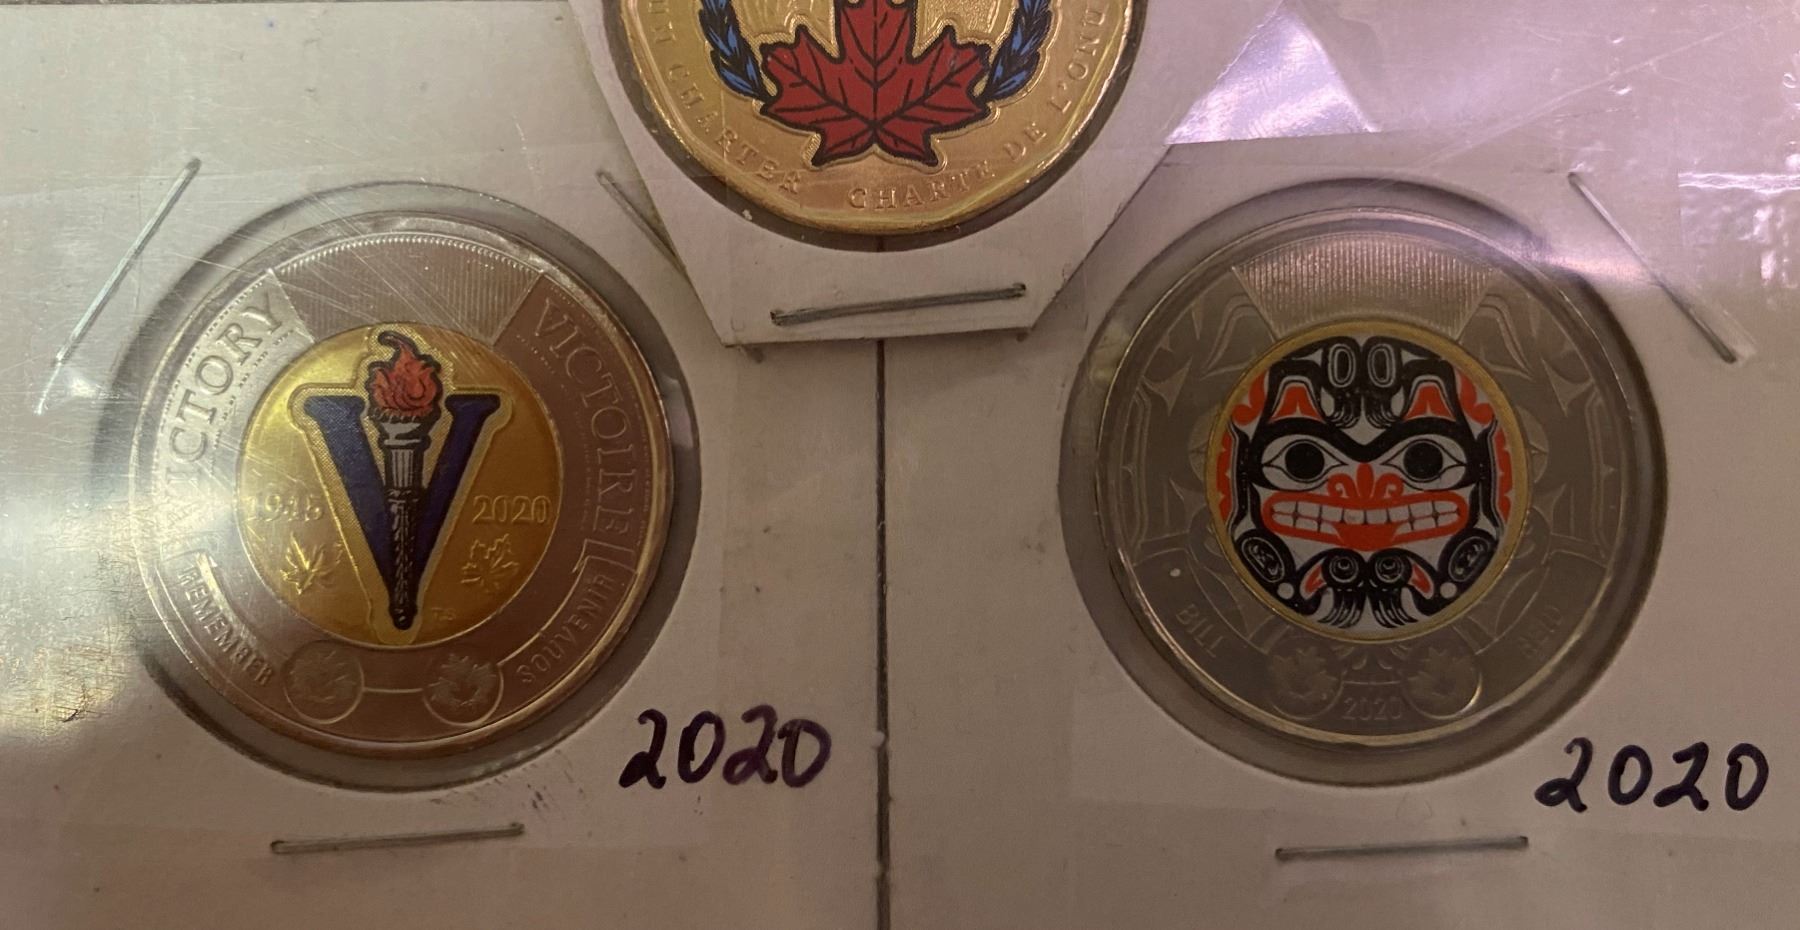 CHARTER CHARTE DE L'ONU
VICTORY
VICTOIRE
1945
2020
REMEMBER
SOUVENIR
2020
BILL
REID
2020
2020